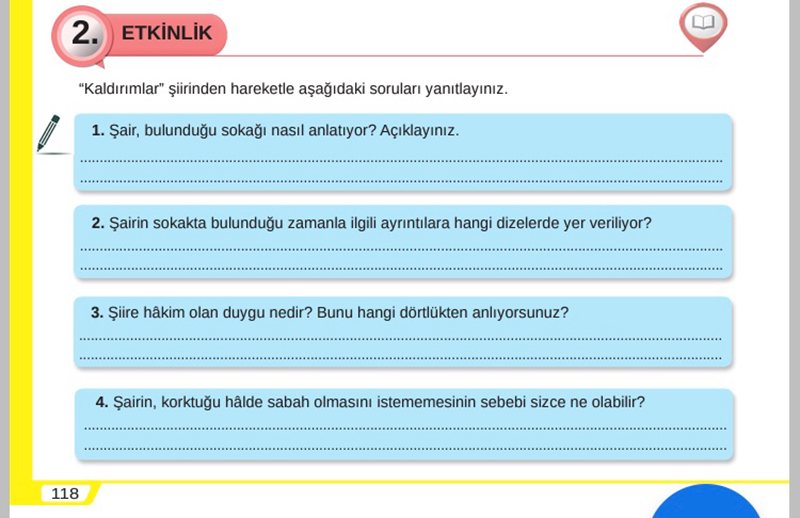 2. ETKİNLİK
“Kaldırımlar” şiirinden hareketle aşağıdaki soruları yanıtlayınız.
1. Şair, bulunduğu sokağı nasıl anlatıyor? Açıklayınız.
2. Şairin sokakta bulunduğu zamanla ilgili ayrıntılara hangi dizelerde yer veriliyor?
3. Şiire hâkim olan duygu nedir? Bunu hangi dörtlükten anlıyorsunuz?
4. Şairin, korktuğu hâlde sabah olmasını istememesinin sebebi sizce ne olabilir?
118